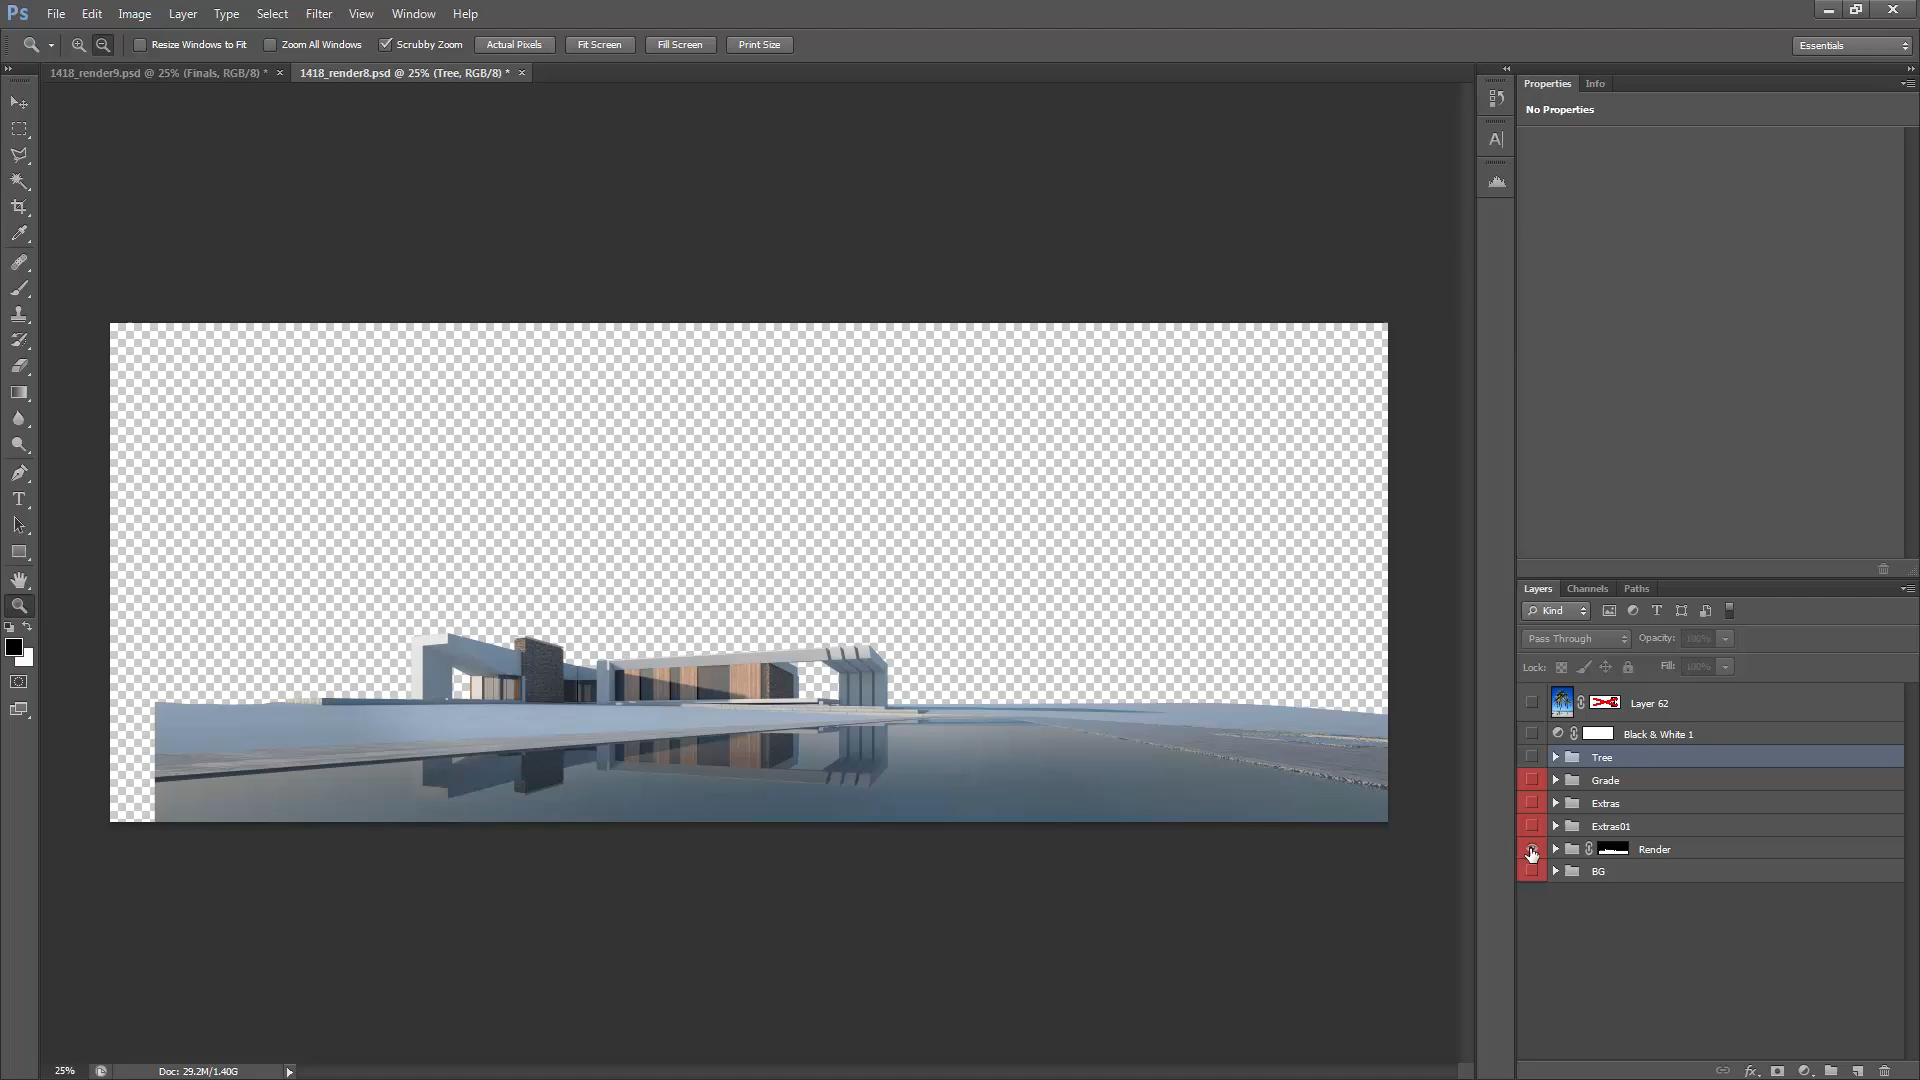 Ps File Edit Image Layer Type Select Filter View Window Help
Resize Windows to Fit Zoom All Windows Scrubby Zoom Actual Pixels Fit Screen Fill Screen Print Size Essentials
1418_render9.psd @ 25% (Finals, RGB/8) * × 1418_render8.psd @ 25% (Tree, RGB/8) * ×
Properties Info
No Properties
Layers Channels Paths
Kind
Pass Through Opacity: 100%
Lock: Fill: 100%
Layer 62
Black & White 1
Tree
Grade
Extras
Extras01
Render
BG
25% Doc: 29.2M/1.40G